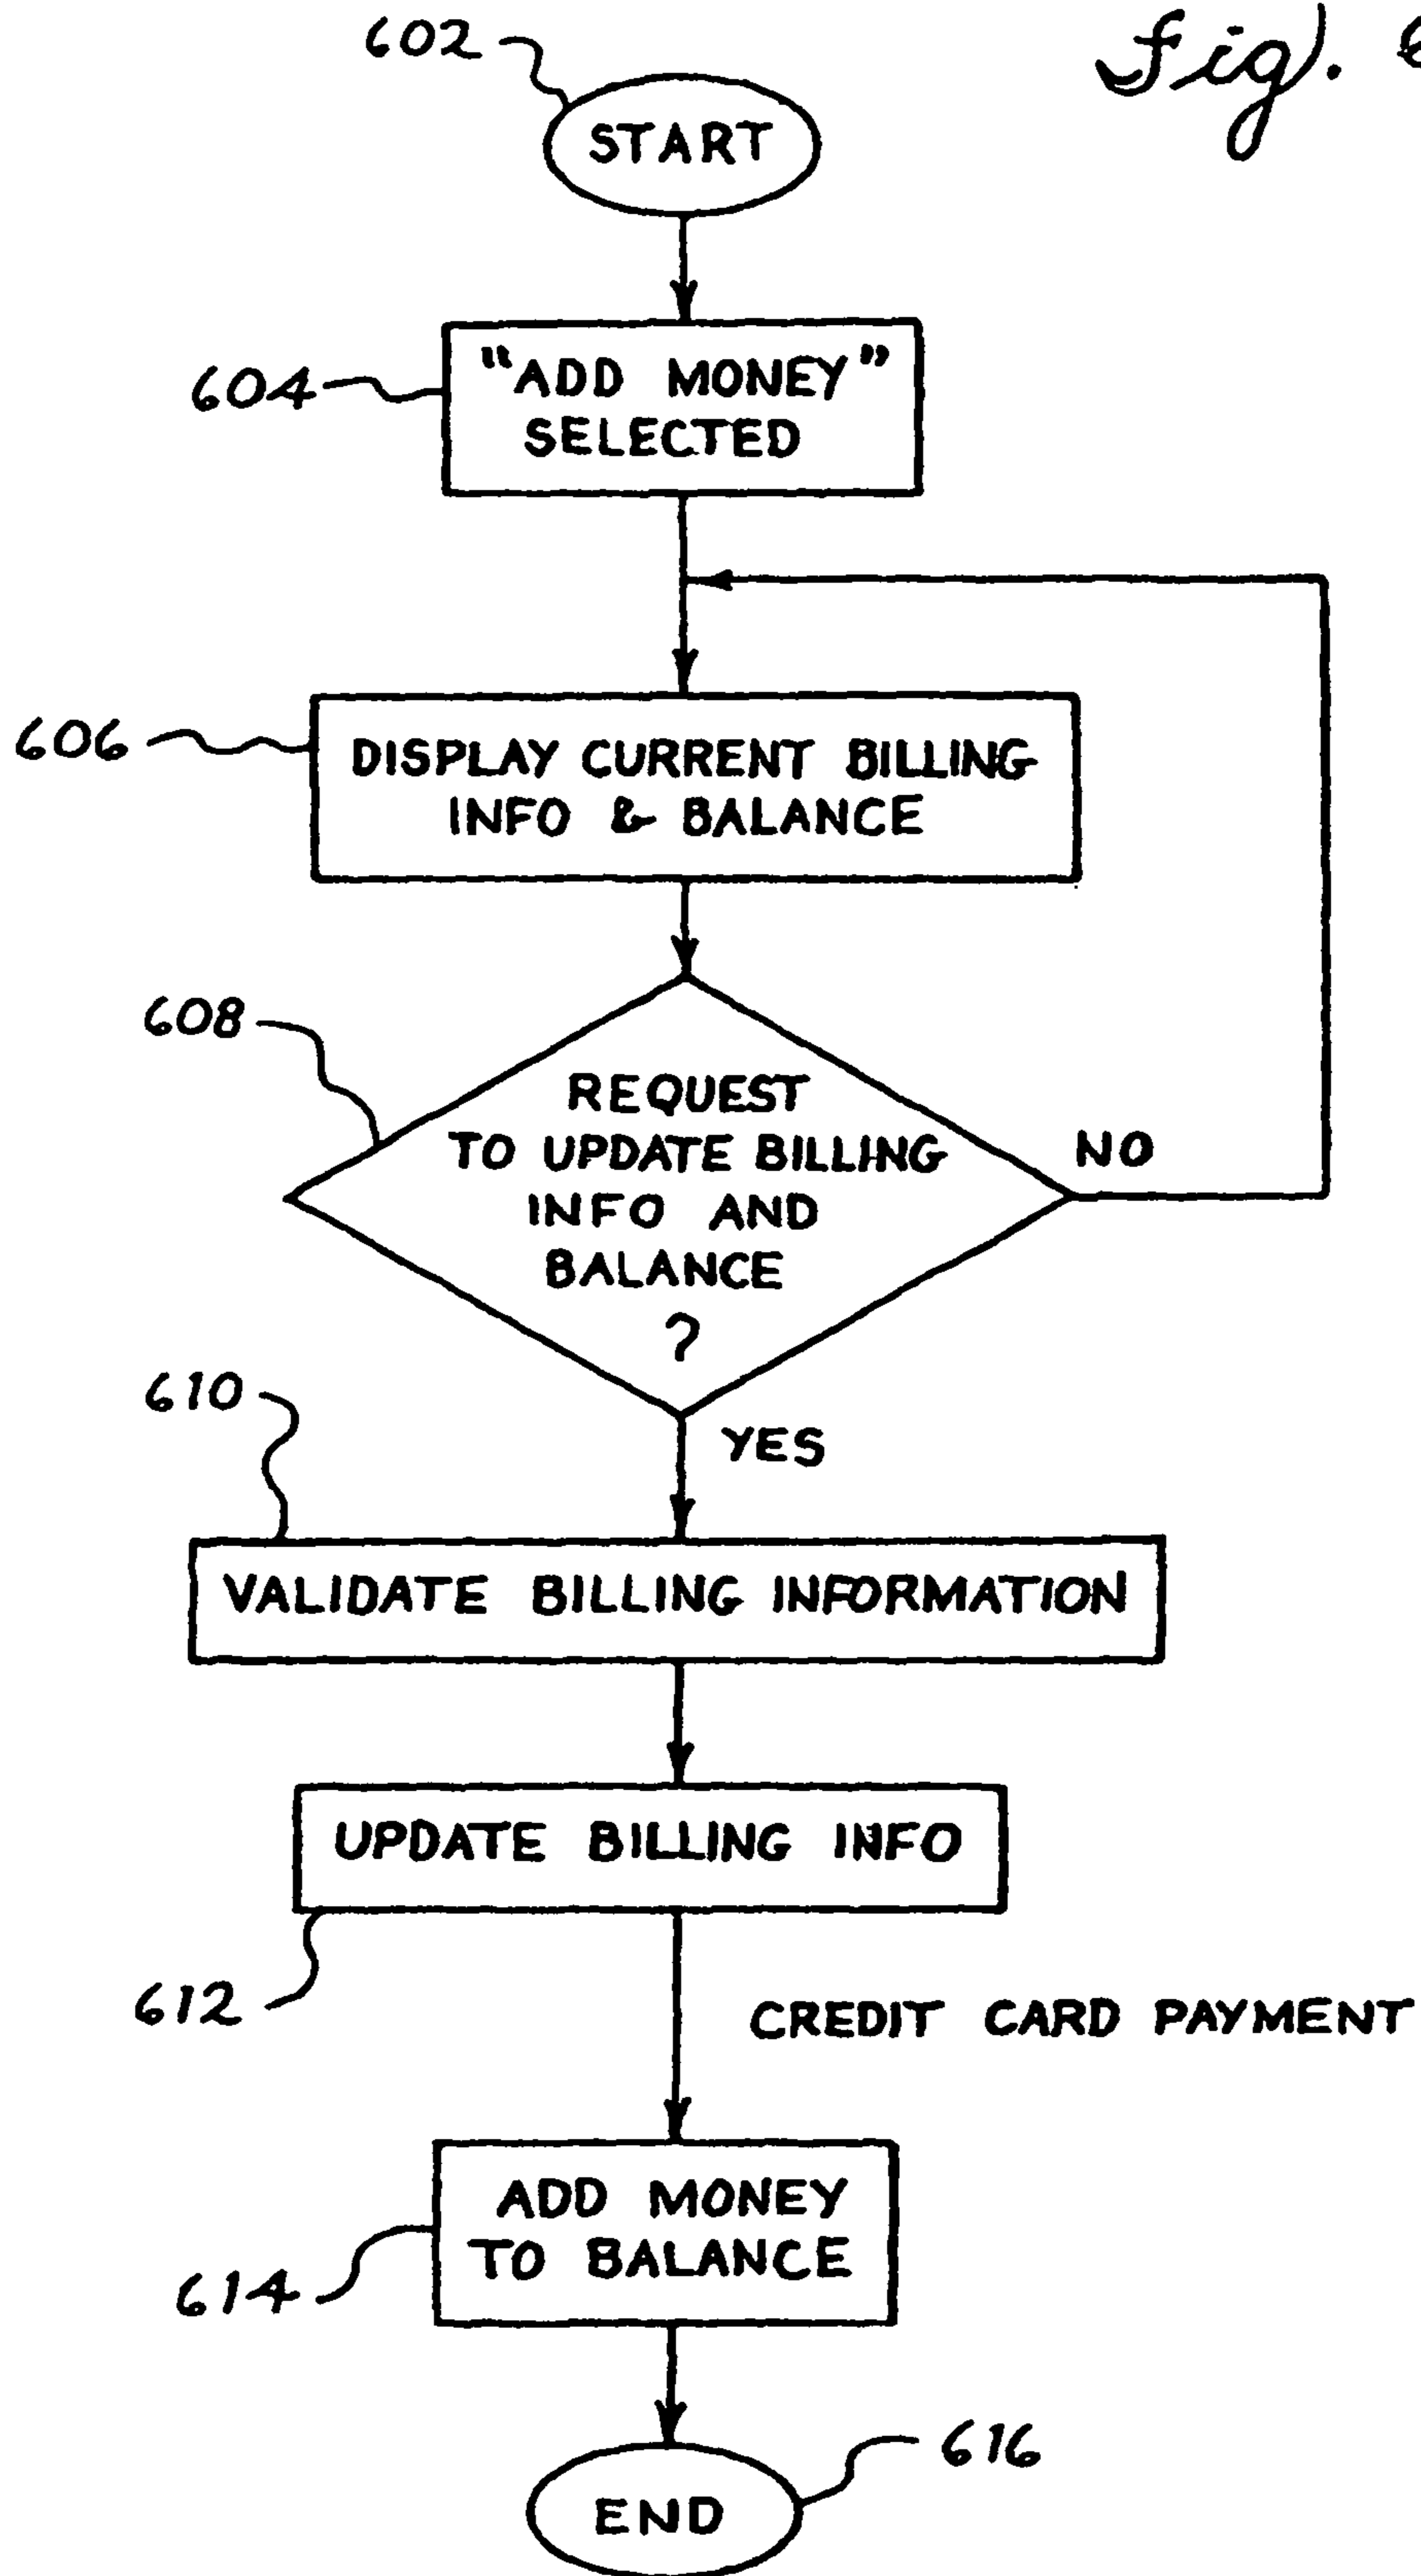 Fig. 6
602
START
604
"ADD MONEY"
SELECTED
606
DISPLAY CURRENT BILLING
INFO & BALANCE
608
REQUEST
TO UPDATE BILLING
INFO AND
BALANCE
?
NO
YES
610
VALIDATE BILLING INFORMATION
UPDATE BILLING INFO
612
CREDIT CARD PAYMENT
ADD MONEY
TO BALANCE
614
616
END